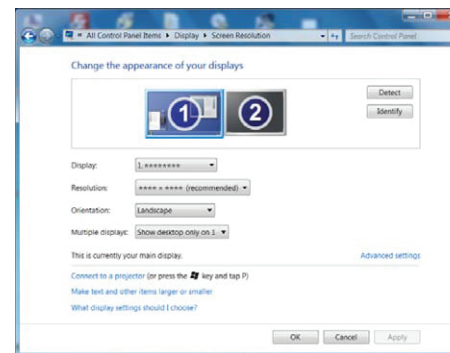 « All Control Panel Items ▸ Display ▸ Screen Resolution
Search Control Panel
Change the appearance of your displays
1
2
Detect
Identify
Display: 1.********
Resolution: **** × **** (recommended)
Orientation: Landscape
Multiple displays: Show desktop only on 1
This is currently your main display.
Advanced settings
Connect to a projector (or press the key and tap P)
Make text and other items larger or smaller
What display settings should I choose?
OK
Cancel
Apply